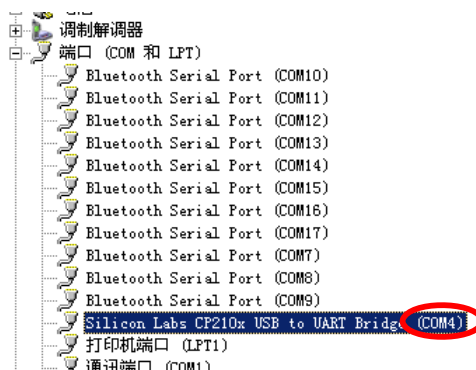 调制解调器
端口 (COM 和 LPT)
Bluetooth Serial Port (COM10)
Bluetooth Serial Port (COM11)
Bluetooth Serial Port (COM12)
Bluetooth Serial Port (COM13)
Bluetooth Serial Port (COM14)
Bluetooth Serial Port (COM15)
Bluetooth Serial Port (COM16)
Bluetooth Serial Port (COM17)
Bluetooth Serial Port (COM7)
Bluetooth Serial Port (COM8)
Bluetooth Serial Port (COM9)
Silicon Labs CP210x USB to UART Bridge (COM4)
打印机端口 (LPT1)
通讯端口 (COM1)